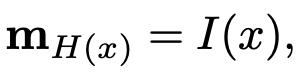 𝐦_{H(x)} = I(x),